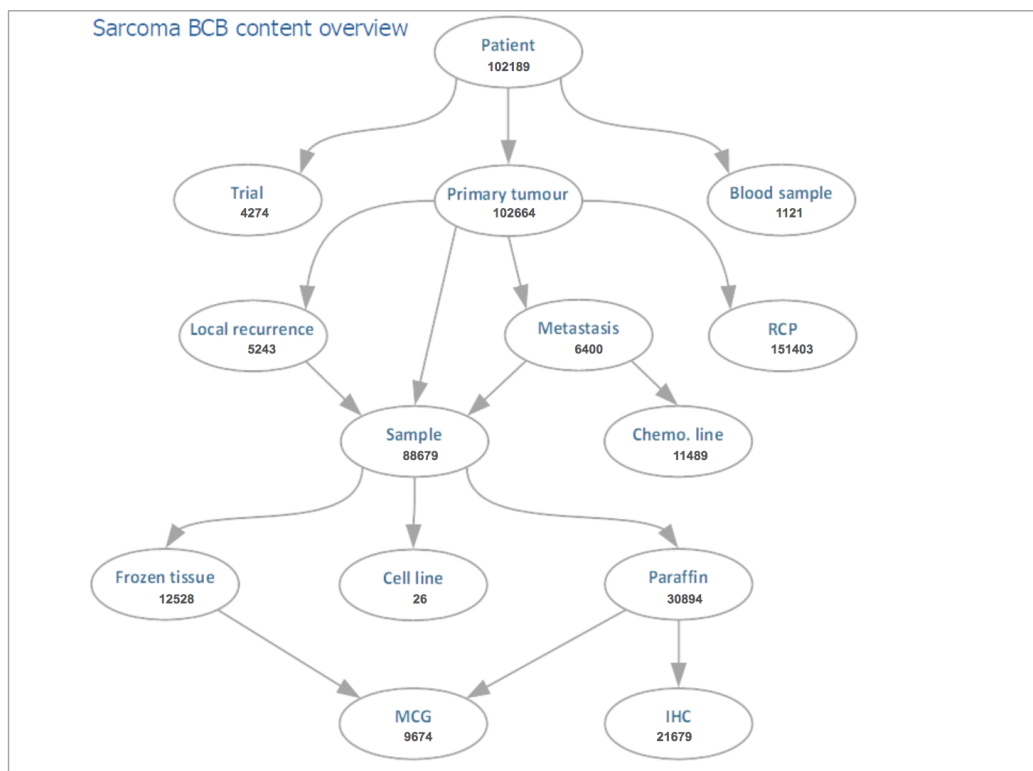 Sarcoma BCB content overview
Patient
102189
Trial
4274
Primary tumour
102664
Blood sample
1121
Local recurrence
5243
Metastasis
6400
RCP
151403
Sample
88679
Chemo. line
11489
Frozen tissue
12528
Cell line
26
Paraffin
30894
MCG
9674
IHC
21679